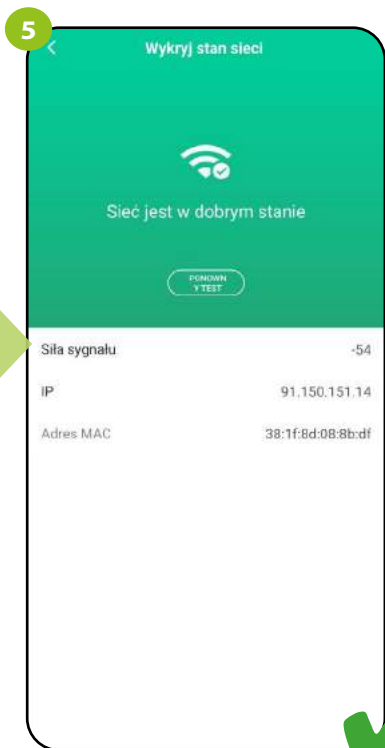 5
Wykryj stan sieci
Sieć jest w dobrym stanie
PONOWN
Y TEST
Siła sygnału -54
IP 91.150.151.14
Adres MAC 38:1f:8d:08:8b:df